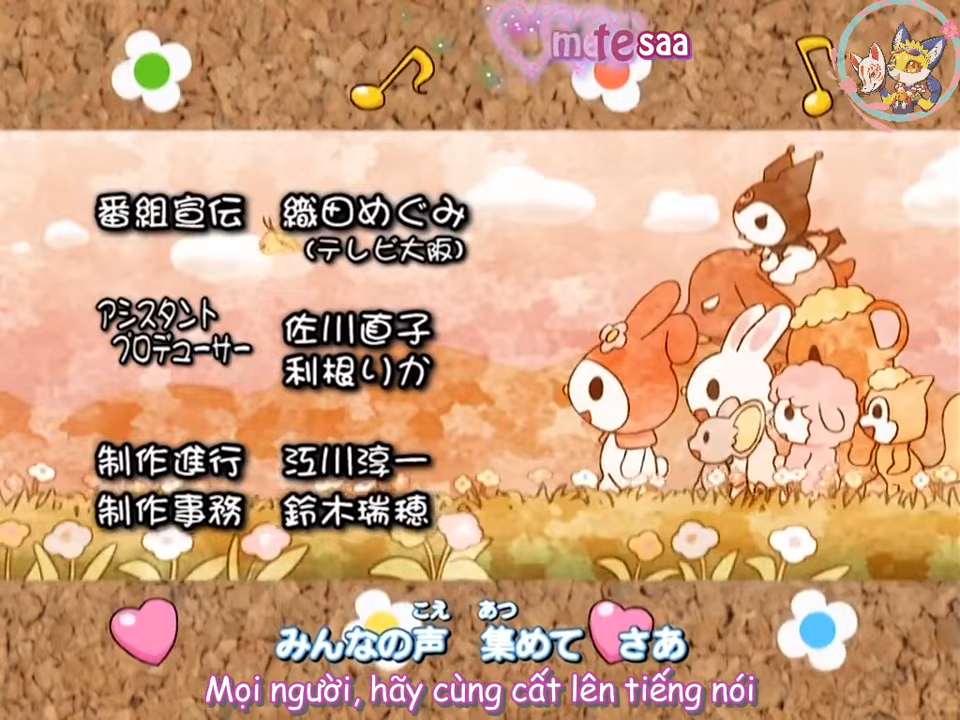 mete saa
番組宣伝 織田めぐみ
(テレビ大阪)
アシスタント
プロデューサー
佐川直子
利根りか
制作進行 江川淳一
制作事務 鈴木瑞穂
こえ あつ
みんなの声 集めて さあ
Mọi người, hãy cùng cất lên tiếng nói